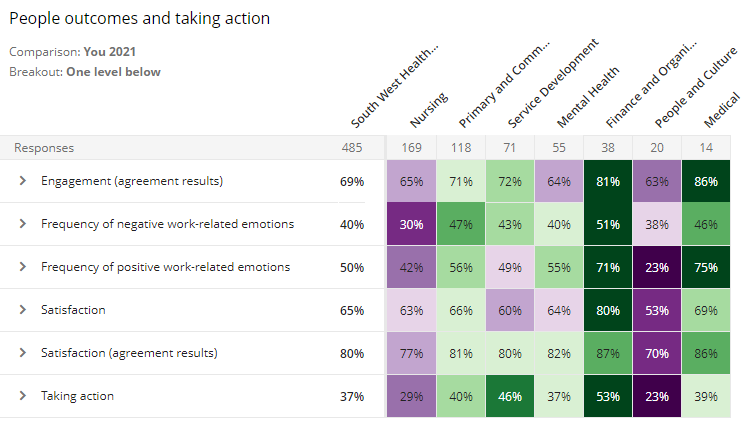 People outcomes and taking action
Comparison: You 2021
Breakout: One level below
South West Health...
Nursing
Primary and Comm...
Service Development
Mental Health
Finance and Organi...
People and Culture
Medical
Responses 485 169 118 71 55 38 20 14
Engagement (agreement results) 69% 65% 71% 72% 64% 81% 63% 86%
Frequency of negative work-related emotions 40% 30% 47% 43% 40% 51% 38% 46%
Frequency of positive work-related emotions 50% 42% 56% 49% 55% 71% 23% 75%
Satisfaction 65% 63% 66% 60% 64% 80% 53% 69%
Satisfaction (agreement results) 80% 77% 81% 80% 82% 87% 70% 86%
Taking action 37% 29% 40% 46% 37% 53% 23% 39%